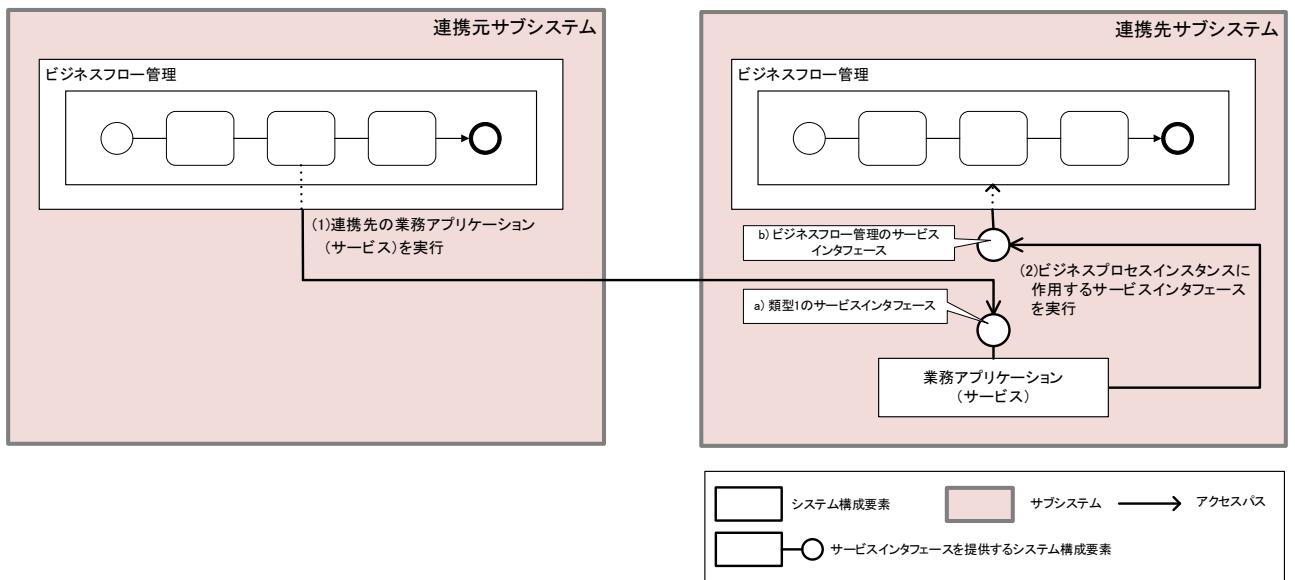 連携元サブシステム
ビジネスフロー管理
(1)連携先の業務アプリケーション
(サービス)を実行
連携先サブシステム
ビジネスフロー管理
b)ビジネスフロー管理のサービス
インタフェース
(2)ビジネスプロセスインスタンスに
作用するサービスインタフェース
を実行
a)類型1のサービスインタフェース
業務アプリケーション
(サービス)
システム構成要素
サブシステム
アクセスパス
サービスインタフェースを提供するシステム構成要素